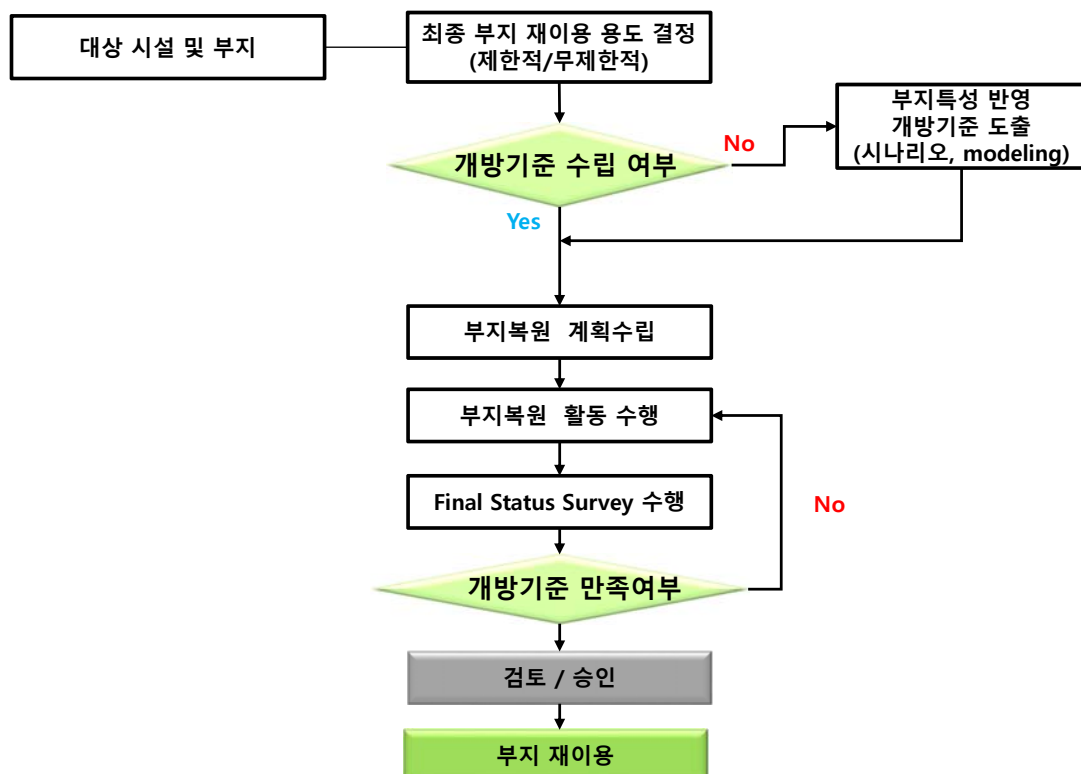 대상 시설 및 부지
최종 부지 재이용 용도 결정
(제한적/무제한적)
부지특성 반영
개방기준 도출
(시나리오, modeling)
No
개방기준 수립 여부
Yes
부지복원 계획수립
부지복원 활동 수행
Final Status Survey 수행
No
개방기준 만족여부
검토 / 승인
부지 재이용